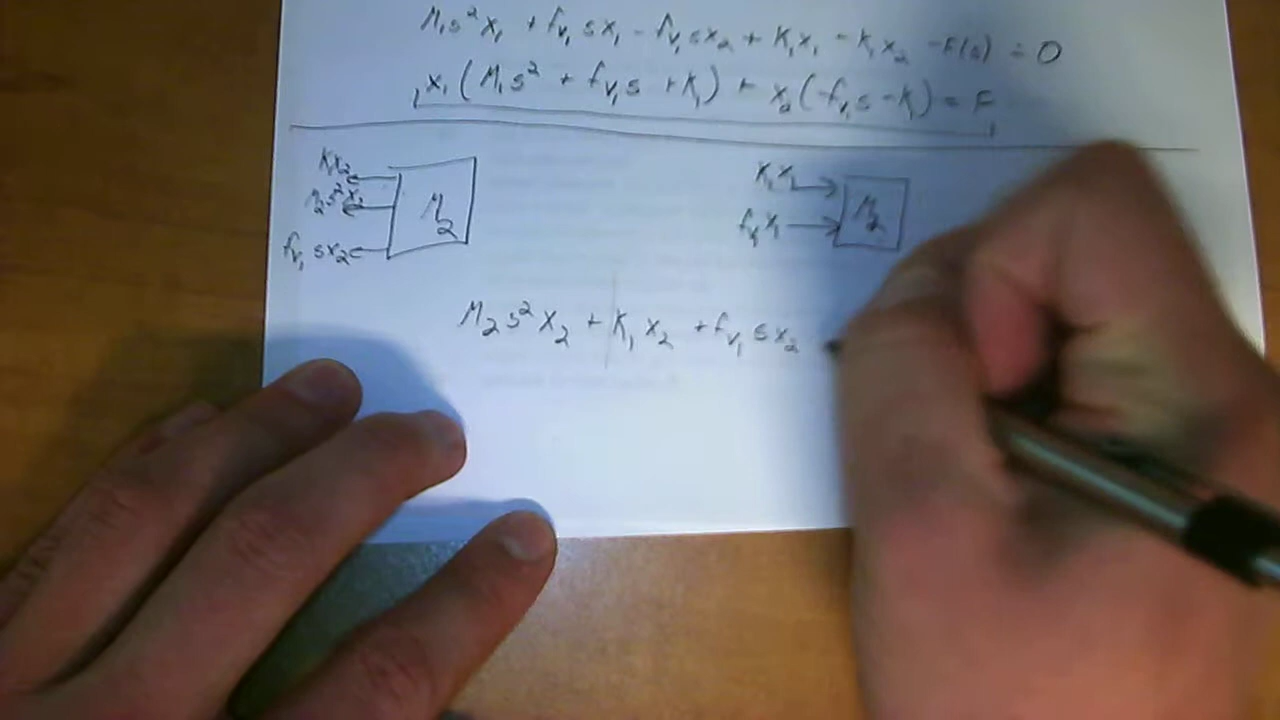 M₁s²x₁ + fv₁sx₁ - fv₁sx₂ + K₁x₁ - K₁x₂ - F(s) = 0
x₁(M₁s² + fv₁s + K₁) + x₂(-fv₁s - K₁) = F
Kx₂
M₂s²x₂
fv₁sx₂
M₂
K₁x₁
fv₁x₁
M₂
M₂s²x₂ + K₁x₂ + fv₁sx₂